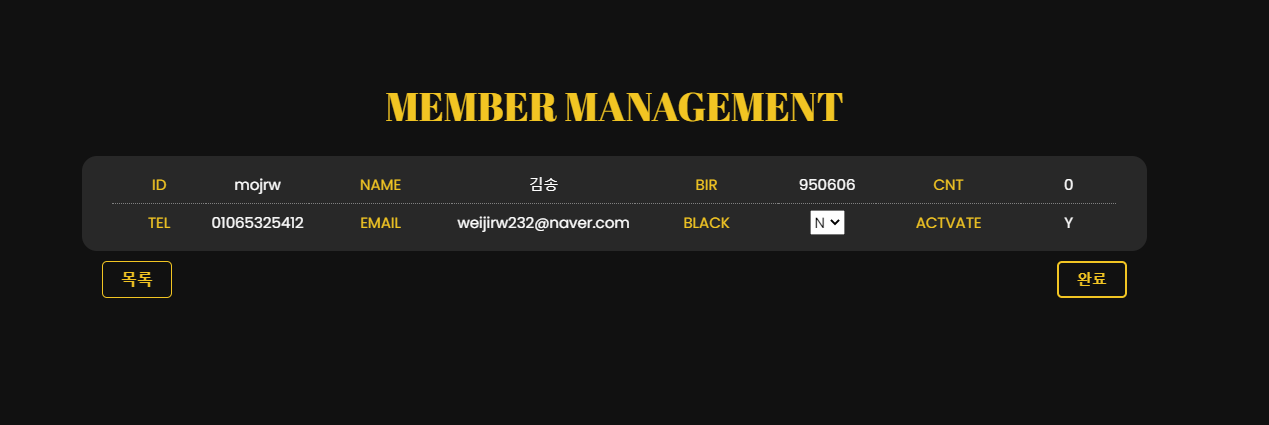 MEMBER MANAGEMENT
ID mojrw NAME 김송 BIR 950606 CNT 0
TEL 01065325412 EMAIL weijirw232@naver.com BLACK N ACTVATE Y
목록 완료